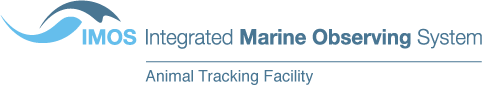 IMOS Integrated Marine Observing System
Animal Tracking Facility